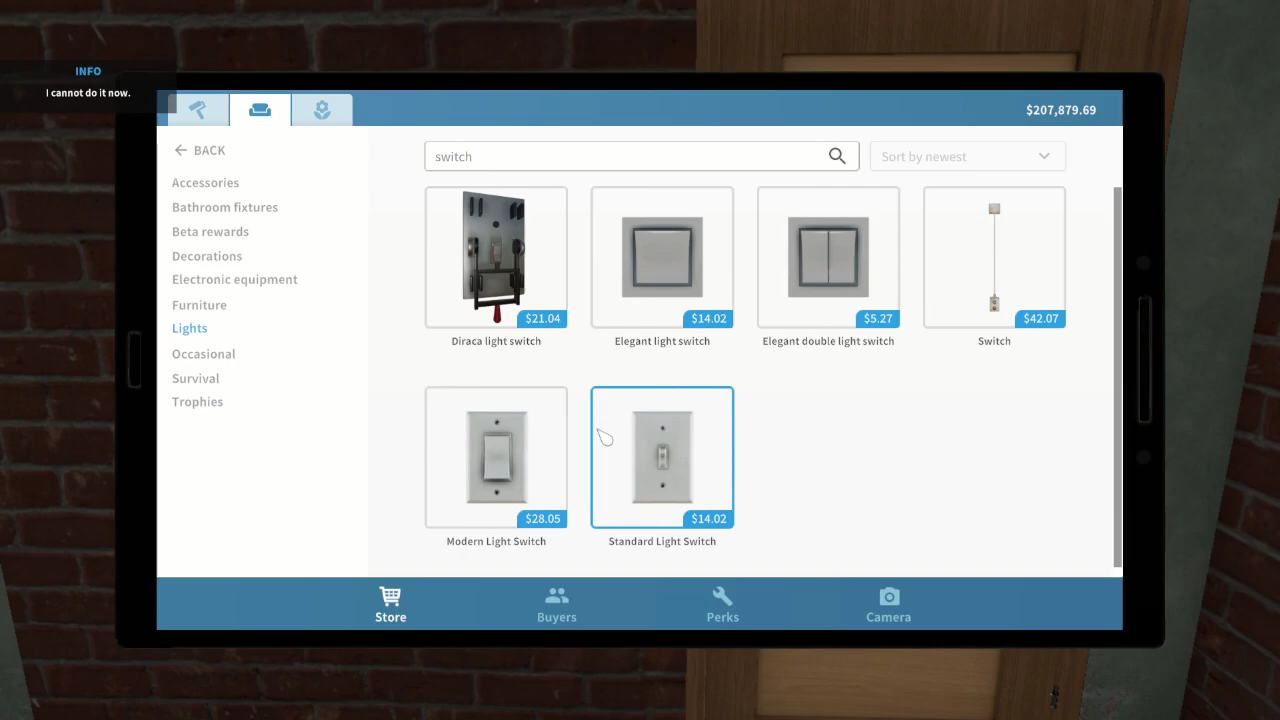 INFO
I cannot do it now.
$207,879.69
BACK
Accessories
Bathroom fixtures
Beta rewards
Decorations
Electronic equipment
Furniture
Lights
Occasional
Survival
Trophies
switch
Sort by newest
$21.04
$14.02
$5.27
$42.07
Diraca light switch
Elegant light switch
Elegant double light switch
Switch
$28.05
$14.02
Modern Light Switch
Standard Light Switch
Store
Buyers
Perks
Camera